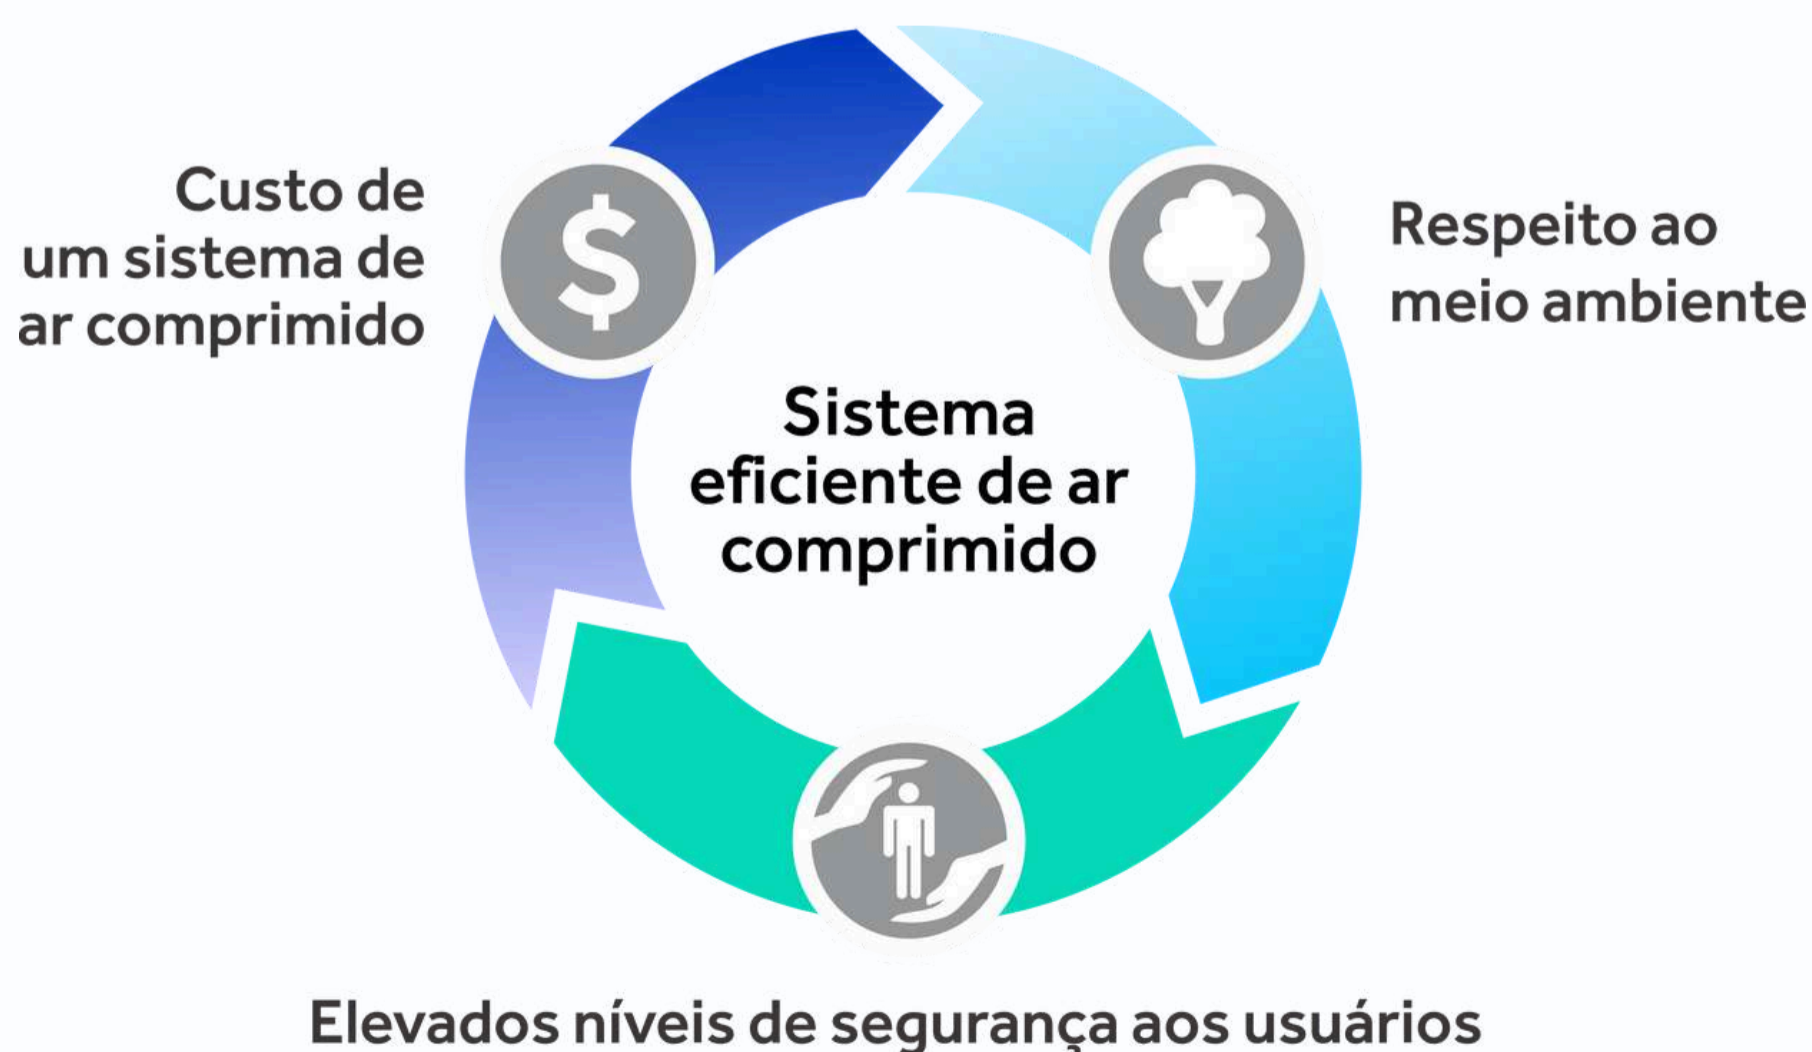 Custo de
um sistema de
ar comprimido
$
Respeito ao
meio ambiente
Sistema
eficiente de ar
comprimido
Elevados níveis de segurança aos usuários